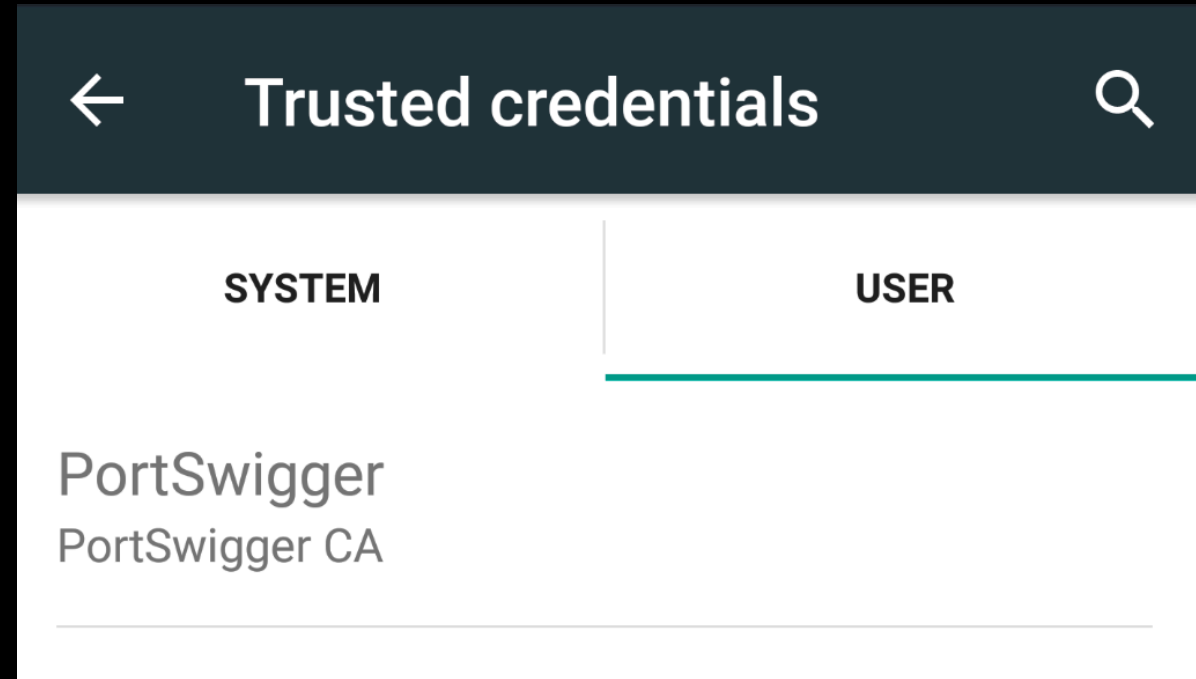 Trusted credentials
SYSTEM
USER
PortSwigger
PortSwigger CA